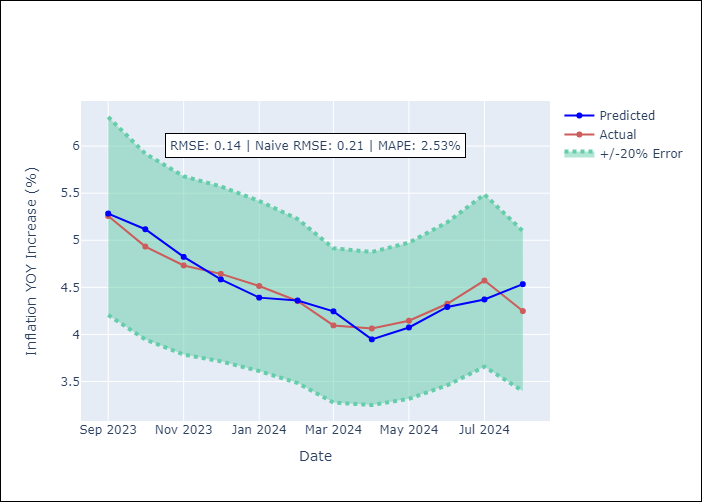 Predicted
Actual
+/-20% Error
RMSE: 0.14 | Naive RMSE: 0.21 | MAPE: 2.53%
Inflation YOY Increase (%)
6
5.5
5
4.5
4
3.5
Sep 2023
Nov 2023
Jan 2024
Mar 2024
May 2024
Jul 2024
Date